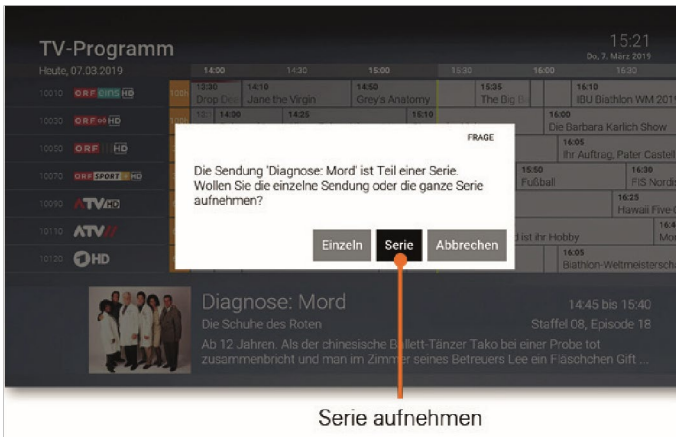 TV-Programm
15:21
Heute, 07.03.2019
Do, 7. März 2019
14:00 14:30 15:00 15:30 16:00 16:30
10010 ORF eins HD
13:30 14:10 14:50 15:35 16:10
Jane the Virgin Grey's Anatomy The Big IBU Biathlon WM 2019
10030 ORF HD
14:00 14:25 15:10 16:00
Die Barbara Karlich Show
10050 ORF III HD
16:05
Ihr Auftrag, Pater Castell
10070 ORF SPORT + HD
15:50 16:30
Fußball FIS Nordis
10090 ATV HD
16:25
Hawaii Five-
10110 ATV
ist ihr Hobby
10120 HD
16:05
Biathlon-Weltmeistersch
FRAGE
Die Sendung 'Diagnose: Mord' ist Teil einer Serie.
Wollen Sie die einzelne Sendung oder die ganze Serie
aufnehmen?
Einzeln Serie Abbrechen
Diagnose: Mord
14:45 bis 15:40
Die Schuhe des Roten
Staffel 08, Episode 18
Ab 12 Jahren. Als der chinesische Ballett-Tänzer Tako bei einer Probe tot
zusammenbricht und man im Zimmer seines Betreuers Lee ein Fläschchen Gift ...
Serie aufnehmen